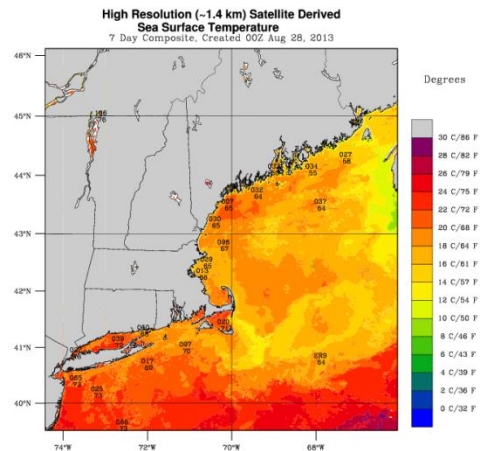 High Resolution (~1.4 km) Satellite Derived
Sea Surface Temperature
7 Day Composite, Created 00Z Aug 28, 2013
Degrees
46°N
45°N
44°N
43°N
42°N
41°N
40°N
74°W
72°W
70°W
68°W
30 C/86 F
28 C/82 F
26 C/79 F
24 C/75 F
22 C/72 F
20 C/68 F
18 C/64 F
16 C/61 F
14 C/57 F
12 C/54 F
10 C/50 F
8 C/46 F
6 C/43 F
4 C/39 F
2 C/36 F
0 C/32 F
027
68
034
55
032
64
037
64
007
65
030
65
098
67
013
020
039
097
70
017
69
ER9
64
025
73